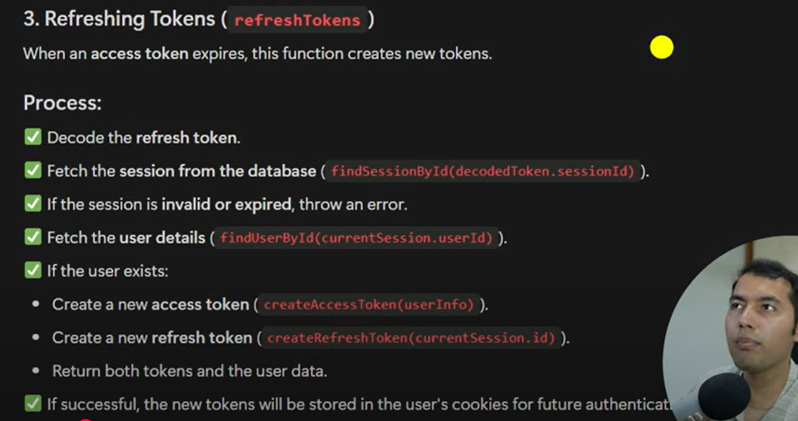 3. Refreshing Tokens ( refreshTokens )
When an access token expires, this function creates new tokens.
Process:
✅ Decode the refresh token.
✅ Fetch the session from the database ( findSessionById(decodedToken.sessionId) ).
✅ If the session is invalid or expired, throw an error.
✅ Fetch the user details ( findUserById(currentSession.userId) ).
✅ If the user exists:
• Create a new access token ( createAccessToken(userInfo) ).
• Create a new refresh token ( createRefreshToken(currentSession.id) ).
• Return both tokens and the user data.
✅ If successful, the new tokens will be stored in the user's cookies for future